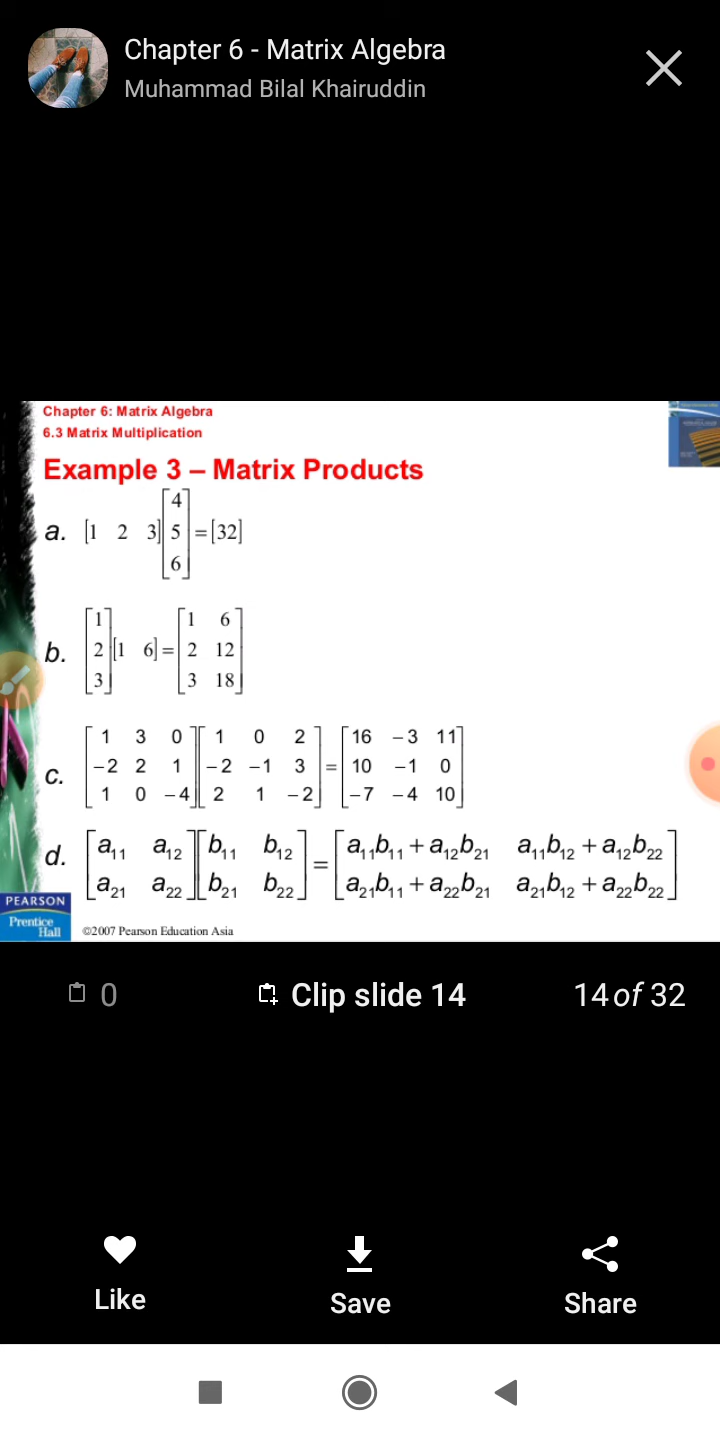 Chapter 6 - Matrix Algebra
Muhammad Bilal Khairuddin
Chapter 6: Matrix Algebra
6.3 Matrix Multiplication
Example 3 – Matrix Products
a. [1 2 3] [4 5 6] = [32]
b. [1 2 3] [1 6] = [1 6 2 12 3 18]
c. [1 3 0 -2 2 1 1 0 -4] [1 0 2 -2 -1 3 2 1 -2] = [16 -3 11 10 -1 0 -7 -4 10]
d. [a₁₁ a₁₂ a₂₁ a₂₂] [b₁₁ b₁₂ b₂₁ b₂₂] = [a₁₁b₁₁ + a₁₂b₂₁ a₁₁b₁₂ + a₁₂b₂₂ a₂₁b₁₁ + a₂₂b₂₁ a₂₁b₁₂ + a₂₂b₂₂]
PEARSON
Prentice
Hall
©2007 Pearson Education Asia
0 Clip slide 14 14 of 32
Like Save Share